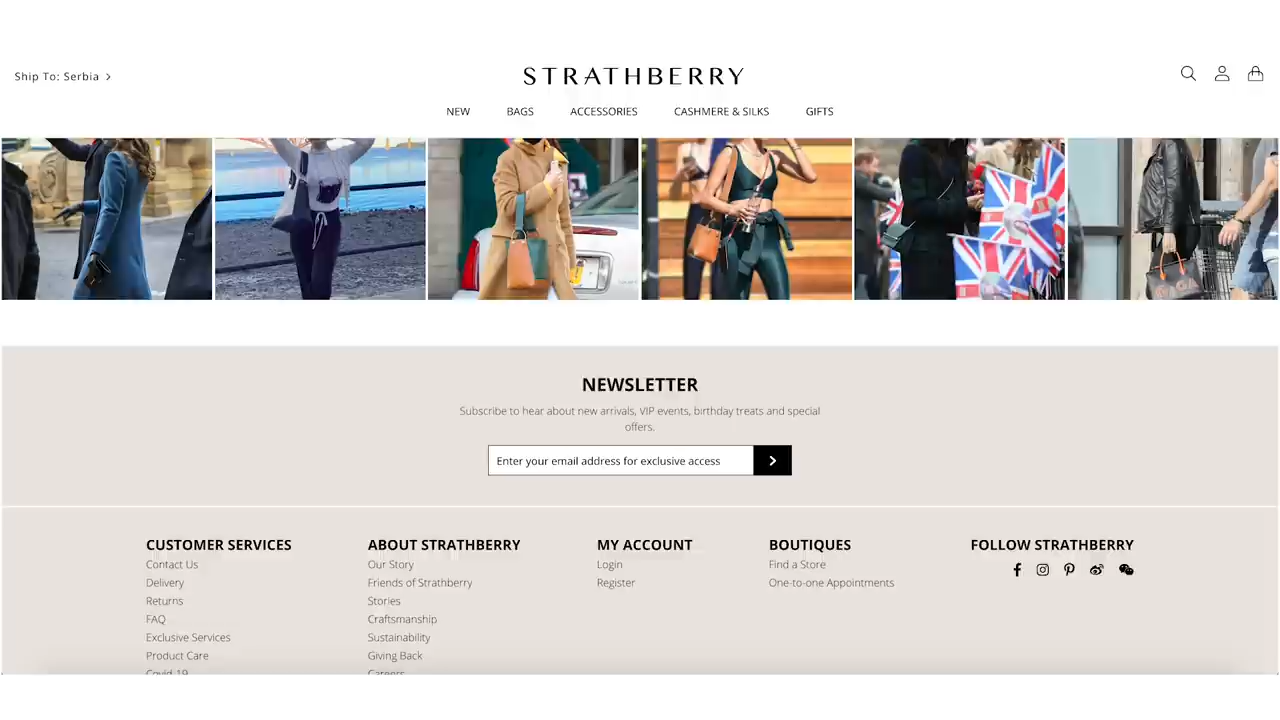 Ship To: Serbia
STRATHBERRY
NEW BAGS ACCESSORIES CASHMERE & SILKS GIFTS
NEWSLETTER
Subscribe to hear about new arrivals, VIP events, birthday treats and special
offers.
Enter your email address for exclusive access
CUSTOMER SERVICES
Contact Us
Delivery
Returns
FAQ
Exclusive Services
Product Care
Covid-19
ABOUT STRATHBERRY
Our Story
Friends of Strathberry
Stories
Craftsmanship
Sustainability
Giving Back
Careers
MY ACCOUNT
Login
Register
BOUTIQUES
Find a Store
One-to-one Appointments
FOLLOW STRATHBERRY